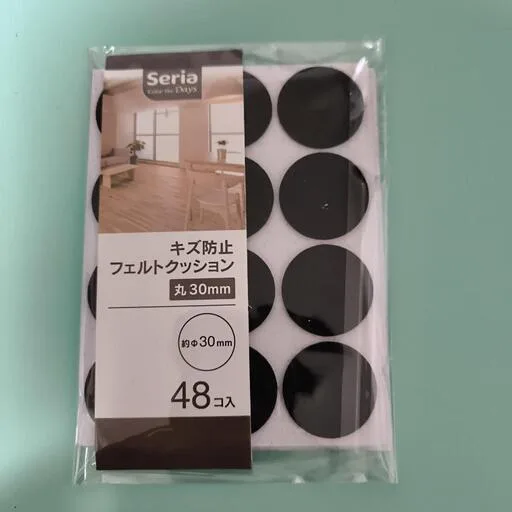 Seria
Color the Days
キズ防止
フェルトクッション
丸30mm
約Φ30mm
48コ入